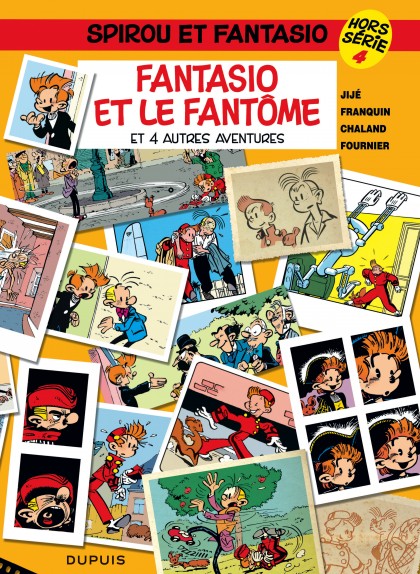 SPIROU ET FANTASIO
HORS
SÉRIE
4
FANTASIO
ET LE FANTÔME
ET 4 AUTRES AVENTURES
JIJÉ
FRANQUIN
CHALAND
FOURNIER
DUPUIS